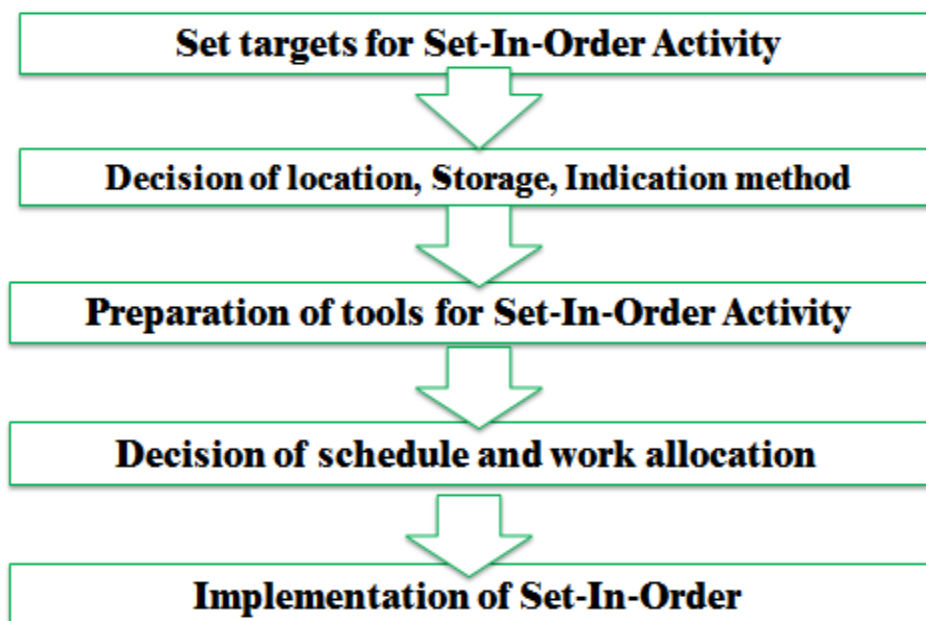 Set targets for Set-In-Order Activity
Decision of location, Storage, Indication method
Preparation of tools for Set-In-Order Activity
Decision of schedule and work allocation
Implementation of Set-In-Order